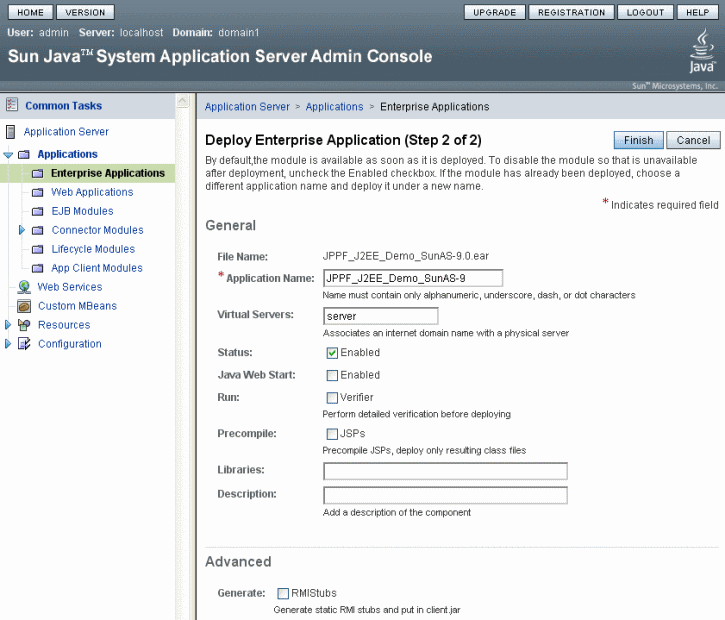 HOME VERSION UPGRADE REGISTRATION LOGOUT HELP
User: admin Server: localhost Domain: domain1
Sun Java™ System Application Server Admin Console
Java™
Sun™ Microsystems, Inc.
Common Tasks
Application Server
Applications
Enterprise Applications
Web Applications
EJB Modules
Connector Modules
Lifecycle Modules
App Client Modules
Web Services
Custom MBeans
Resources
Configuration
Application Server > Applications > Enterprise Applications
Deploy Enterprise Application (Step 2 of 2) Finish Cancel
By default,the module is available as soon as it is deployed. To disable the module so that is unavailable
after deployment, uncheck the Enabled checkbox. If the module has already been deployed, choose a
different application name and deploy it under a new name.
* Indicates required field
General
File Name: JPPF_J2EE_Demo_SunAS-9.0.ear
* Application Name: JPPF_J2EE_Demo_SunAS-9
Name must contain only alphanumeric, underscore, dash, or dot characters
Virtual Servers: server
Associates an internet domain name with a physical server
Status: Enabled
Java Web Start: Enabled
Run: Verifier
Perform detailed verification before deploying
Precompile: JSPs
Precompile JSPs, deploy only resulting class files
Libraries:
Description:
Add a description of the component
Advanced
Generate: RMIStubs
Generate static RMI stubs and put in client.jar